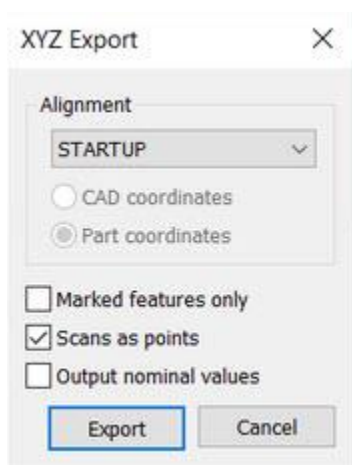 XYZ Export
Alignment
STARTUP
CAD coordinates
Part coordinates
Marked features only
Scans as points
Output nominal values
Export Cancel